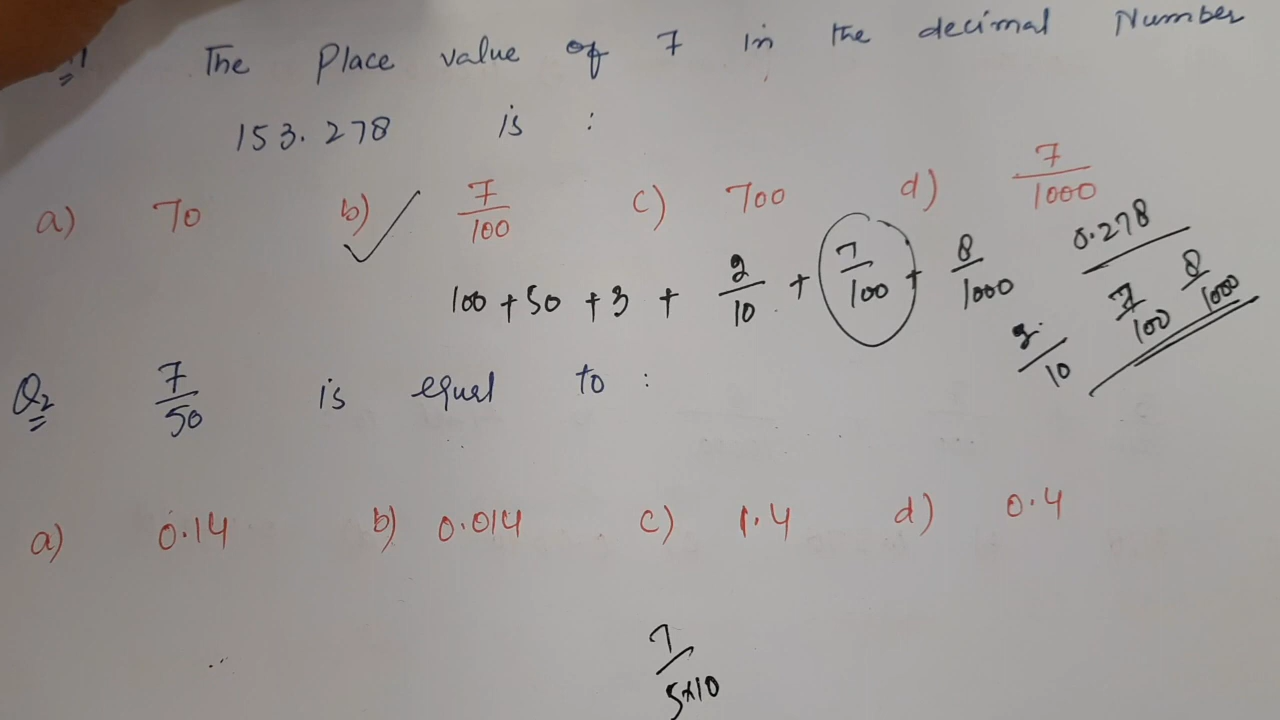 The Place value of 7 in the decimal Number
153.278 is :
a) 70 b) ✓ 7/100 c) 700 d) 7/1000
100 + 50 + 3 + 2/10 + 7/100 + 8/1000
0.278
2/10 7/100 8/1000
Q2 7/50 is equal to :
a) 0.14 b) 0.014 c) 1.4 d) 0.4
7/5×10